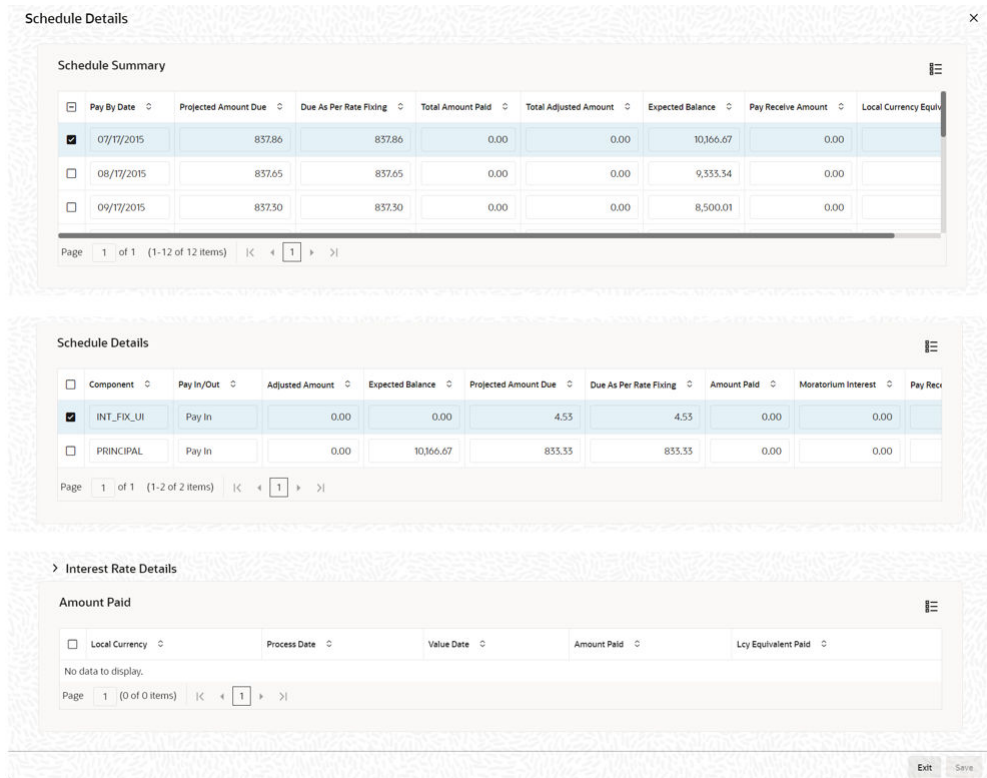 Schedule Details
Schedule Summary
Pay By Date Projected Amount Due Due As Per Rate Fixing Total Amount Paid Total Adjusted Amount Expected Balance Pay Receive Amount Local Currency Equiv
07/17/2015 837.86 837.86 0.00 0.00 10,166.67 0.00
08/17/2015 837.65 837.65 0.00 0.00 9,333.34 0.00
09/17/2015 837.30 837.30 0.00 0.00 8,500.01 0.00
Page 1 of 1 (1-12 of 12 items) 1
Schedule Details
Component Pay In/Out Adjusted Amount Expected Balance Projected Amount Due Due As Per Rate Fixing Amount Paid Moratorium Interest Pay Rece
INT_FIX_UI Pay In 0.00 0.00 4.53 4.53 0.00 0.00
PRINCIPAL Pay In 0.00 10,166.67 833.33 833.33 0.00 0.00
Page 1 of 1 (1-2 of 2 items) 1
Interest Rate Details
Amount Paid
Local Currency Process Date Value Date Amount Paid Lcy Equivalent Paid
No data to display.
Page 1 (0 of 0 items) 1
Exit Save